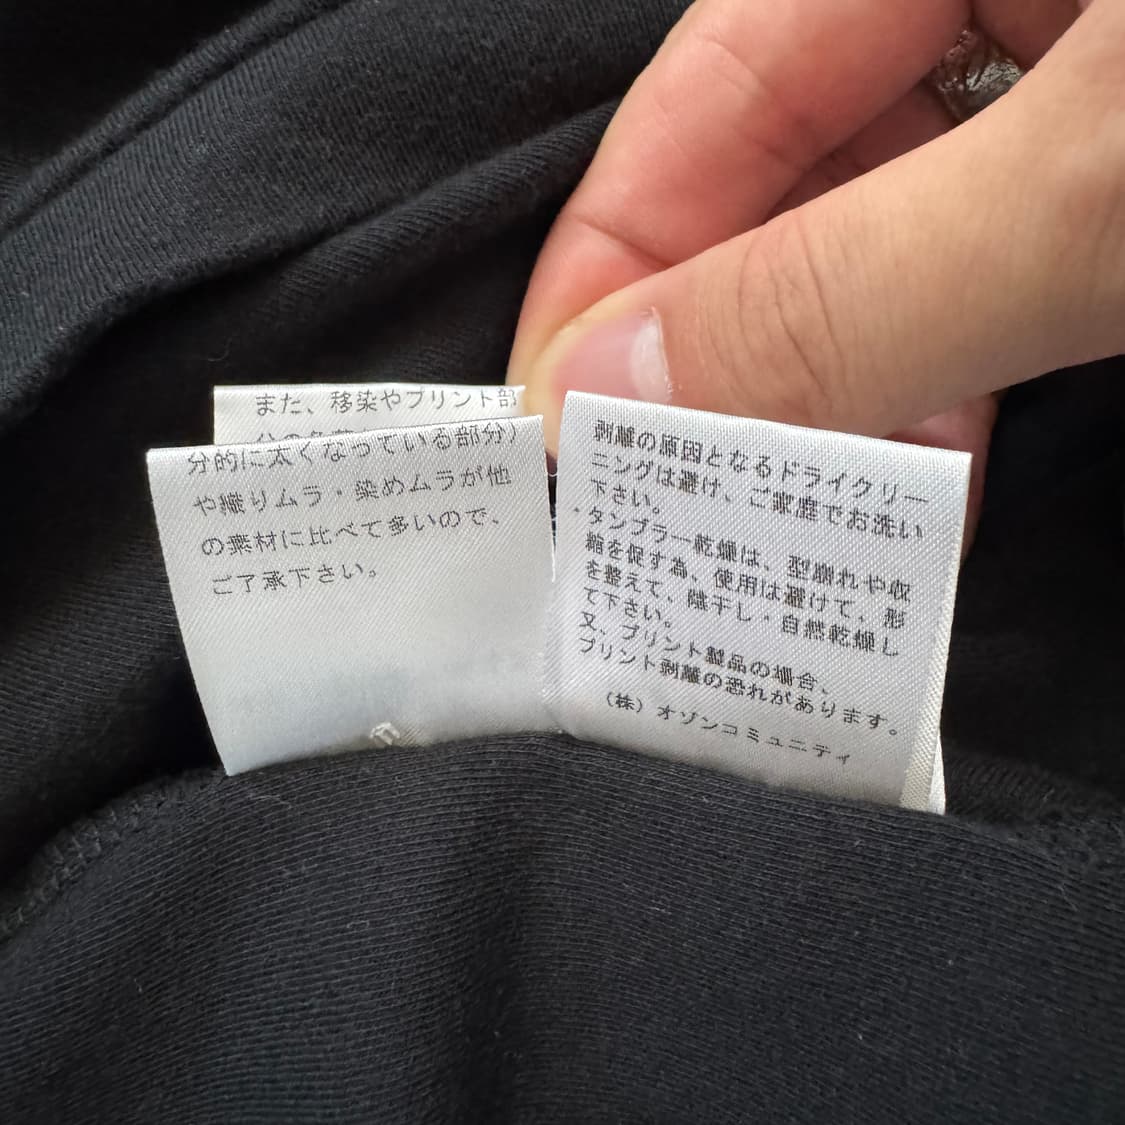 また、移染やプリント部
分的に太くなっている部分)
や織りムラ・染めムラが他
の素材に比べて多いので、
ご了承下さい。
剥離の原因となるドライクリー
ニングは避け、ご家庭でお洗い
下さい。
・タンブラー乾燥は、型崩れや収
縮を促す為、使用は避けて、形
を整えて、陰干し・自然乾燥し
て下さい。
又、プリント製品の場合、
プリント剥離の恐れがあります。
(株)オゾンコミュニティ